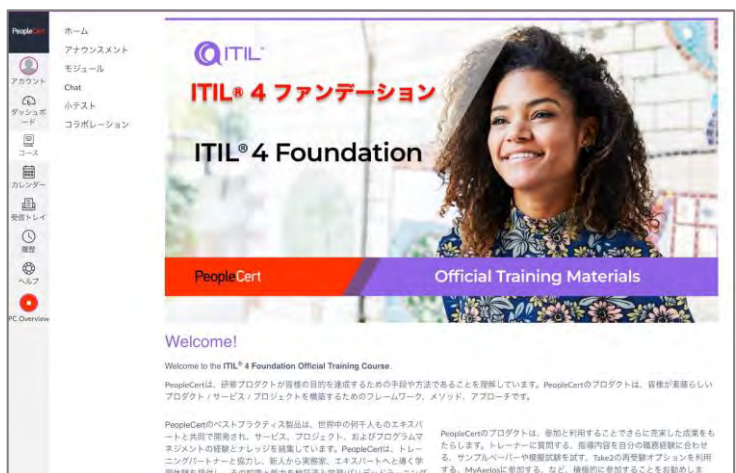 PeopleCert
アカウント
ダッシュボ
ード
コース
カレンダー
受信トレイ
履歴
ヘルプ
PC Overview
ホーム
アナウンスメント
モジュール
Chat
小テスト
コラボレーション
ITIL
ITIL® 4 ファンデーション
ITIL® 4 Foundation
PeopleCert
Official Training Materials
Welcome!
Welcome to the ITIL® 4 Foundation Official Training Course.
PeopleCertは、研修プロダクトが皆様の目的を達成するための手段や方法であることを理解しています。PeopleCertのプロダクトは、皆様が素晴らしい
プロダクト / サービス / プロジェクトを構築するためのフレームワーク、メソッド、アプローチです。
PeopleCertのベストプラクティス製品は、世界中の何千人ものエキスパ
ートと共同で開発され、サービス、プロジェクト、およびプログラムマ
ネジメントの経験とナレッジを結集しています。PeopleCertは、トレー
ニングパートナーと協力し、新人から実務家、エキスパートへと導く学
PeopleCertのプロダクトは、参加と利用することでさらに充実した成果をも
たらします。トレーナーに質問する、指導内容を自分の職務経験に合わせ
る、サンプルペーパーや模擬試験を試す、Take2の再受験オプションを利用
する、MyAxelosに参加する、など、積極的に参加することをお勧めしま